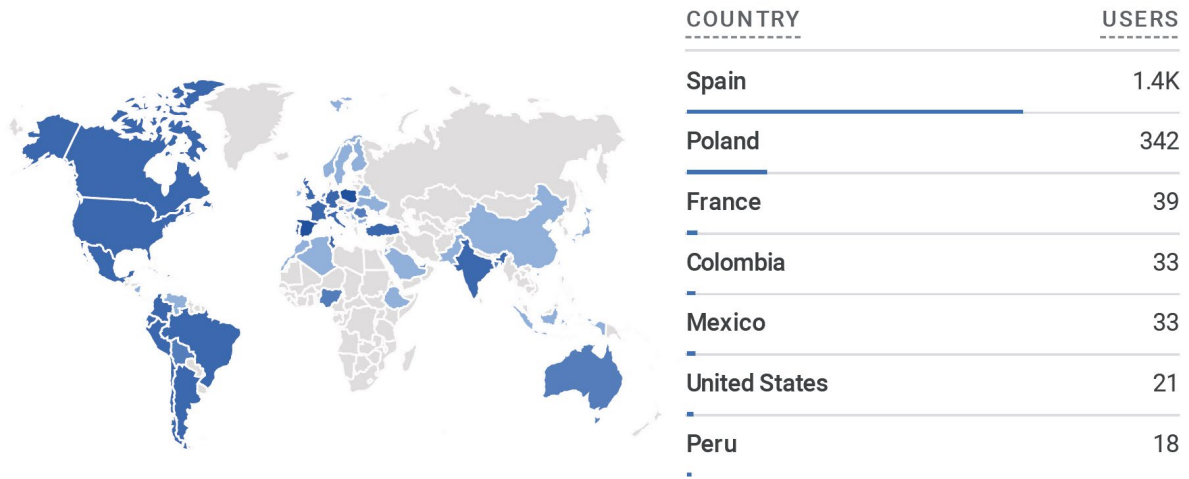 COUNTRY USERS
Spain 1.4K
Poland 342
France 39
Colombia 33
Mexico 33
United States 21
Peru 18